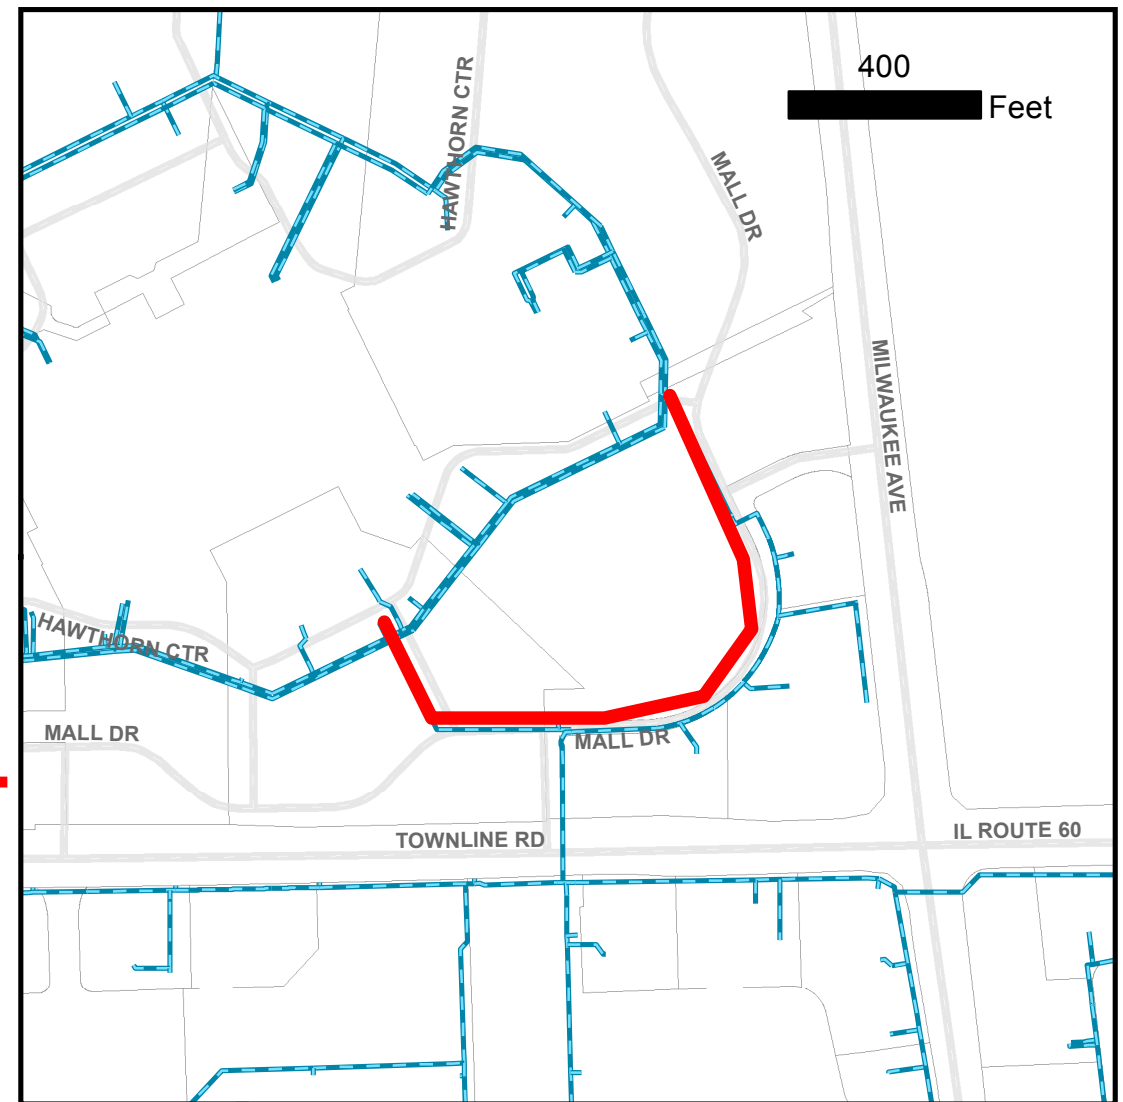 400
Feet
HAWTHORN CTR
MALL DR
MILWAUKEE AVE
HAWTHORN CTR
MALL DR
MALL DR
TOWNLINE RD
IL ROUTE 60